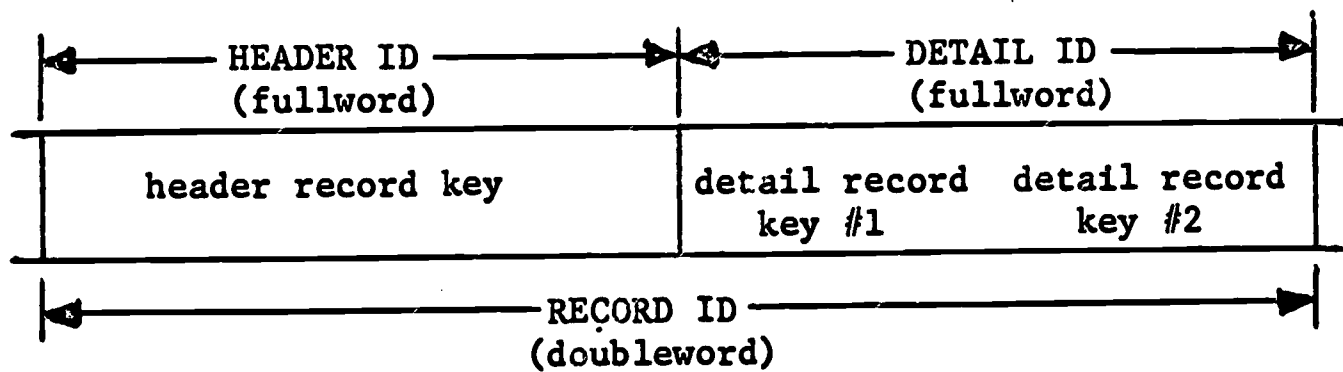 HEADER ID DETAIL ID
(fullword) (fullword)
header record key detail record detail record
key #1 key #2
RECORD ID
(doubleword)